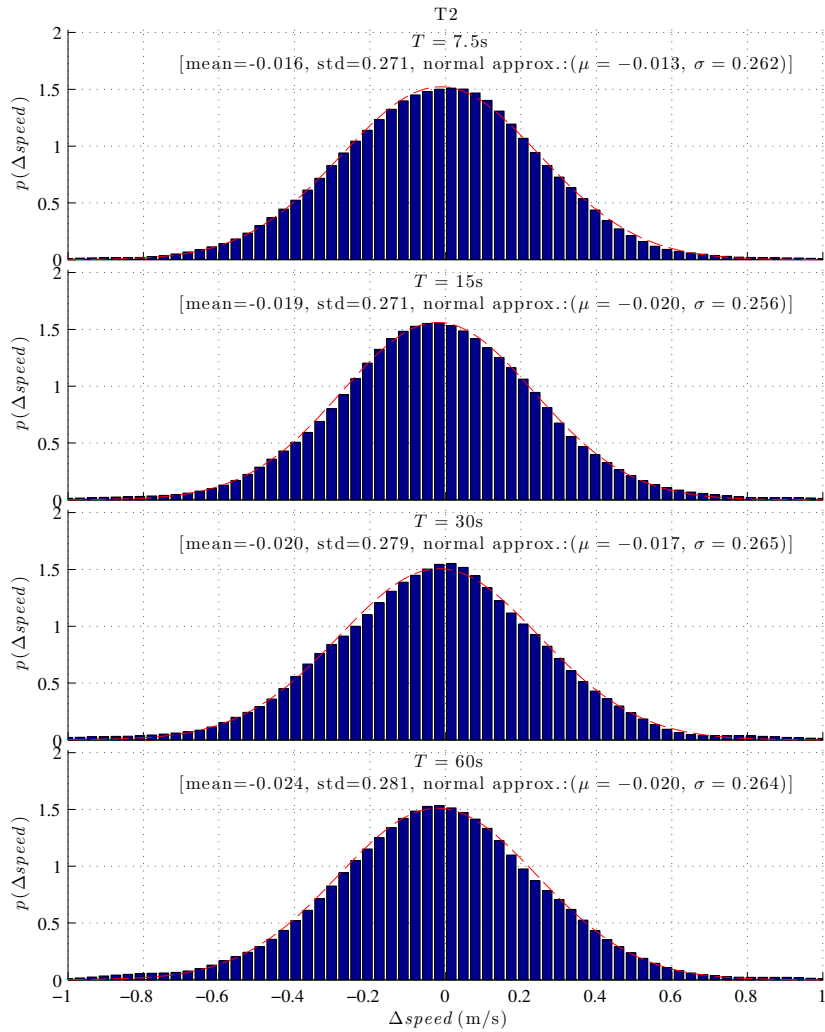 T2
T = 7.5s
[mean=-0.016, std=0.271, normal approx.:(μ = −0.013, σ = 0.262)]
2
1.5
1
0.5
0
p(Δspeed)
T = 15s
[mean=-0.019, std=0.271, normal approx.:(μ = −0.020, σ = 0.256)]
2
1.5
1
0.5
0
p(Δspeed)
T = 30s
[mean=-0.020, std=0.279, normal approx.:(μ = −0.017, σ = 0.265)]
2
1.5
1
0.5
0
p(Δspeed)
T = 60s
[mean=-0.024, std=0.281, normal approx.:(μ = −0.020, σ = 0.264)]
2
1.5
1
0.5
0
p(Δspeed)
−1 −0.8 −0.6 −0.4 −0.2 0 0.2 0.4 0.6 0.8 1
Δspeed (m/s)